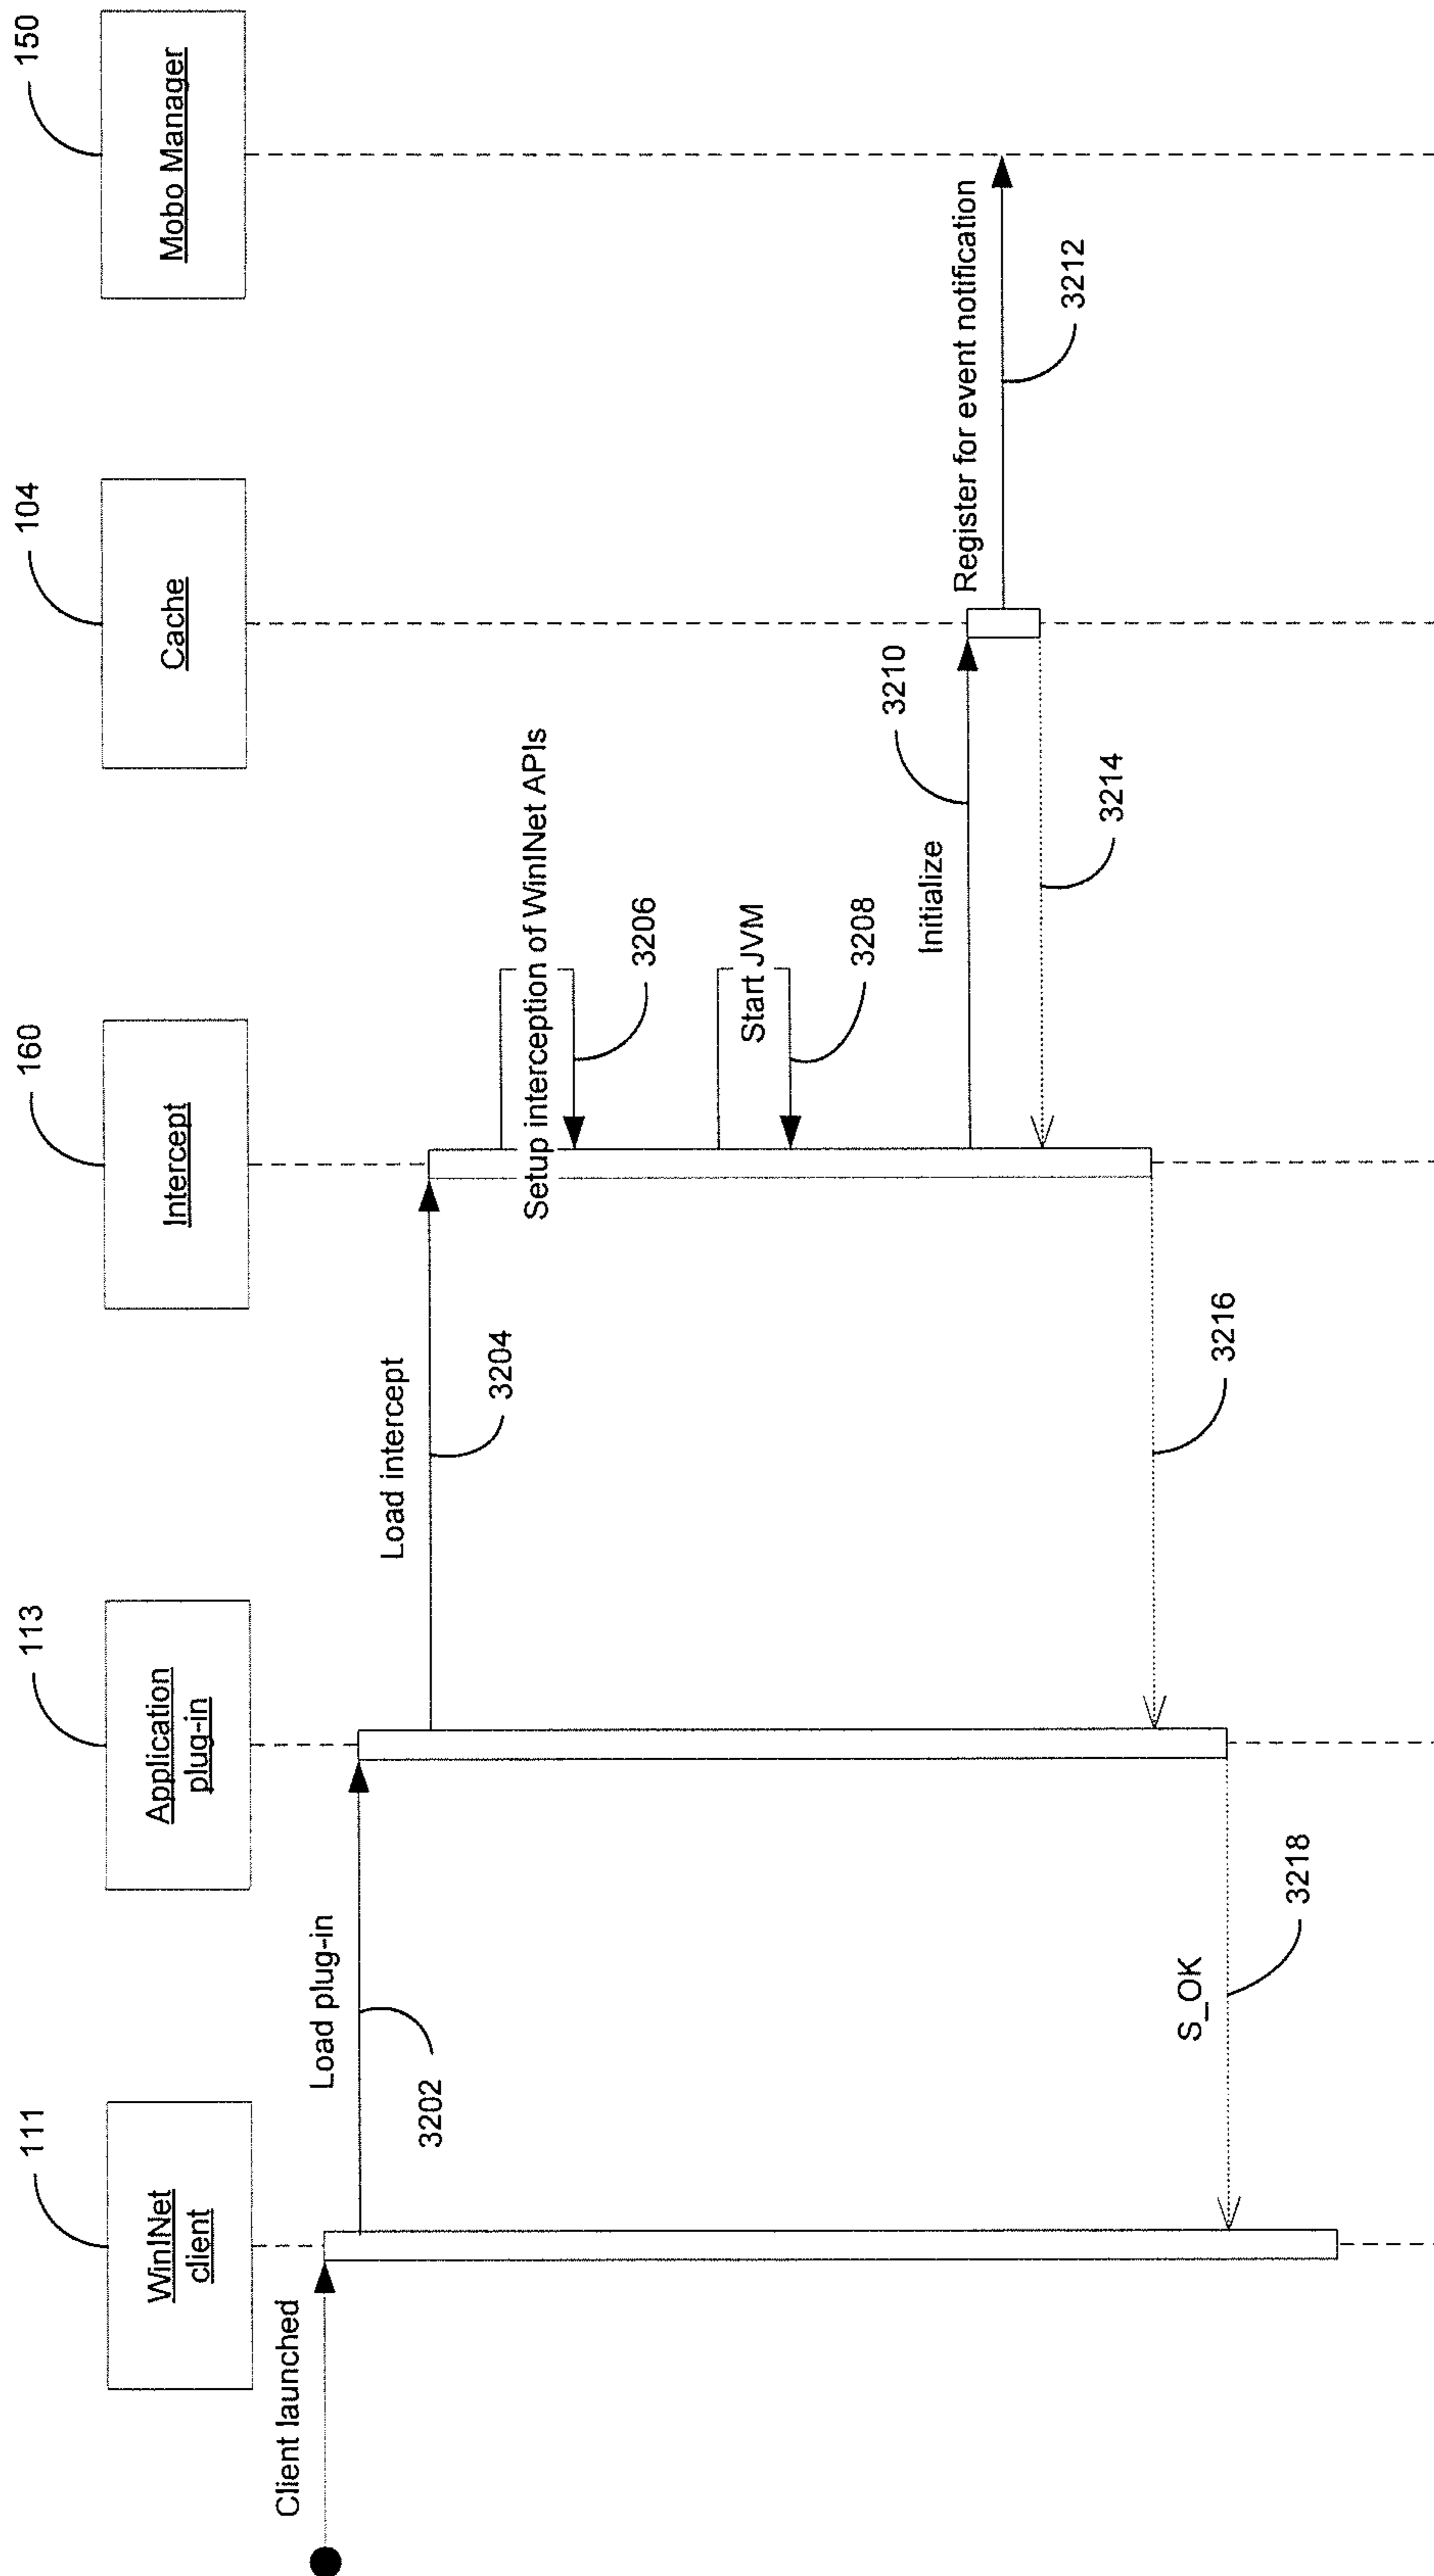 111
WinINet
client
113
Application
plug-in
160
Intercept
104
Cache
150
Mobo Manager
Client launched
Load plug-in
3202
Load intercept
3204
Setup interception of WinINet APIs
3206
Start JVM
3208
Initialize
3210
Register for event notification
3212
3214
3216
S_OK
3218